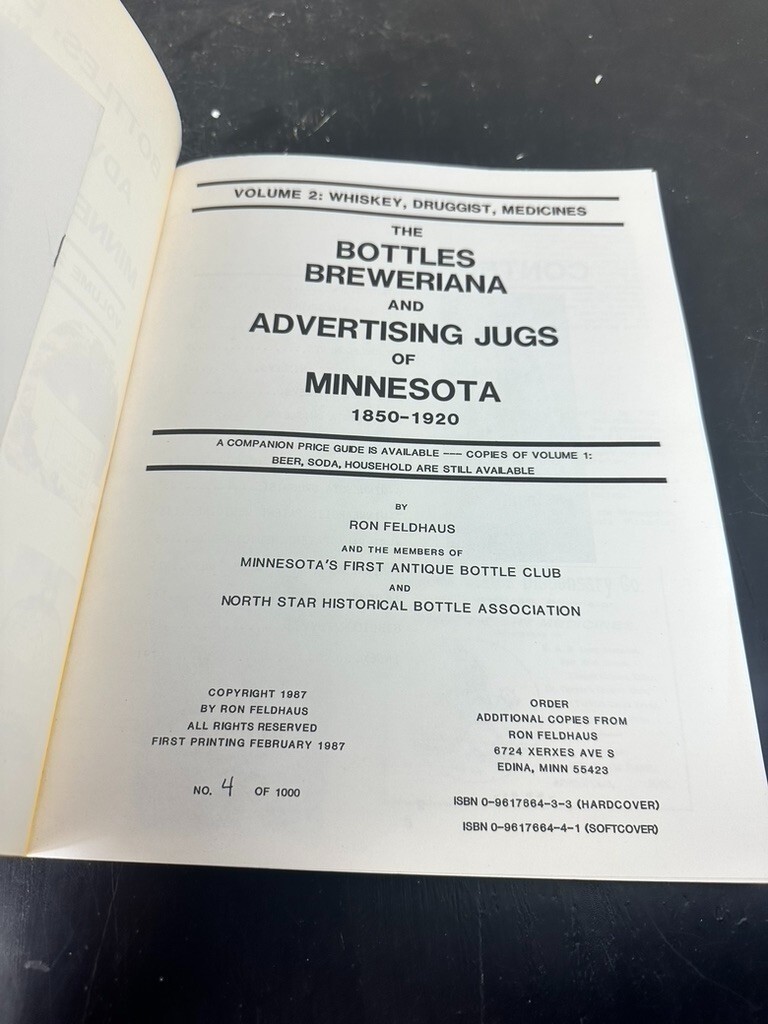 VOLUME 2: WHISKEY, DRUGGIST, MEDICINES
THE
BOTTLES
BREWERIANA
AND
ADVERTISING JUGS
OF
MINNESOTA
1850-1920
A COMPANION PRICE GUIDE IS AVAILABLE --- COPIES OF VOLUME 1:
BEER, SODA, HOUSEHOLD ARE STILL AVAILABLE
BY
RON FELDHAUS
AND THE MEMBERS OF
MINNESOTA'S FIRST ANTIQUE BOTTLE CLUB
AND
NORTH STAR HISTORICAL BOTTLE ASSOCIATION
COPYRIGHT 1987
BY RON FELDHAUS
ALL RIGHTS RESERVED
FIRST PRINTING FEBRUARY 1987
NO. 4 OF 1000
ORDER
ADDITIONAL COPIES FROM
RON FELDHAUS
6724 XERXES AVE S
EDINA, MINN 55423
ISBN 0-9617664-3-3 (HARDCOVER)
ISBN 0-9617664-4-1 (SOFTCOVER)